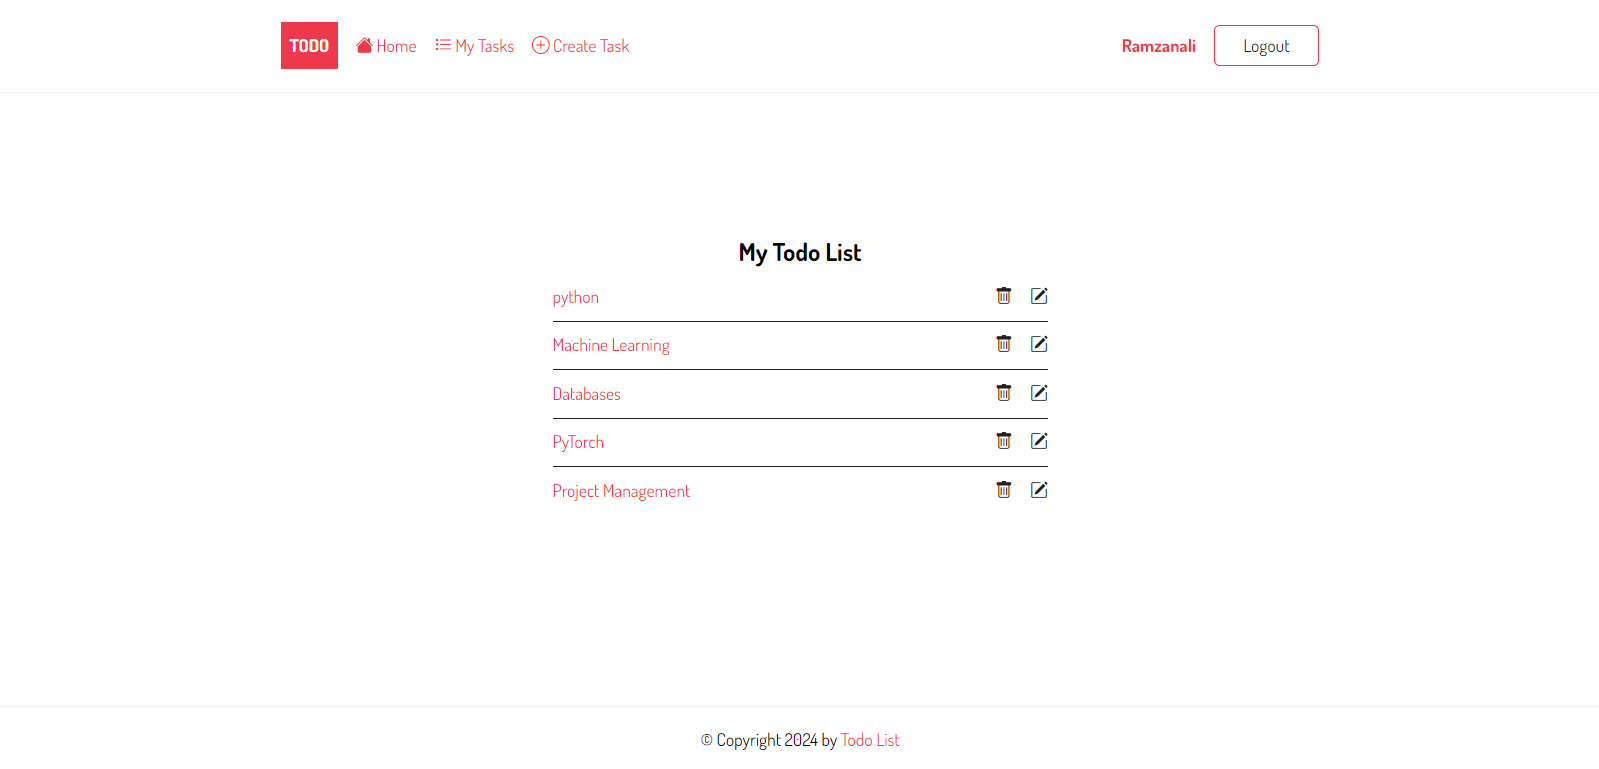 TODO Home My Tasks Create Task Ramzanali Logout
My Todo List
python
Machine Learning
Databases
PyTorch
Project Management
© Copyright 2024 by Todo List